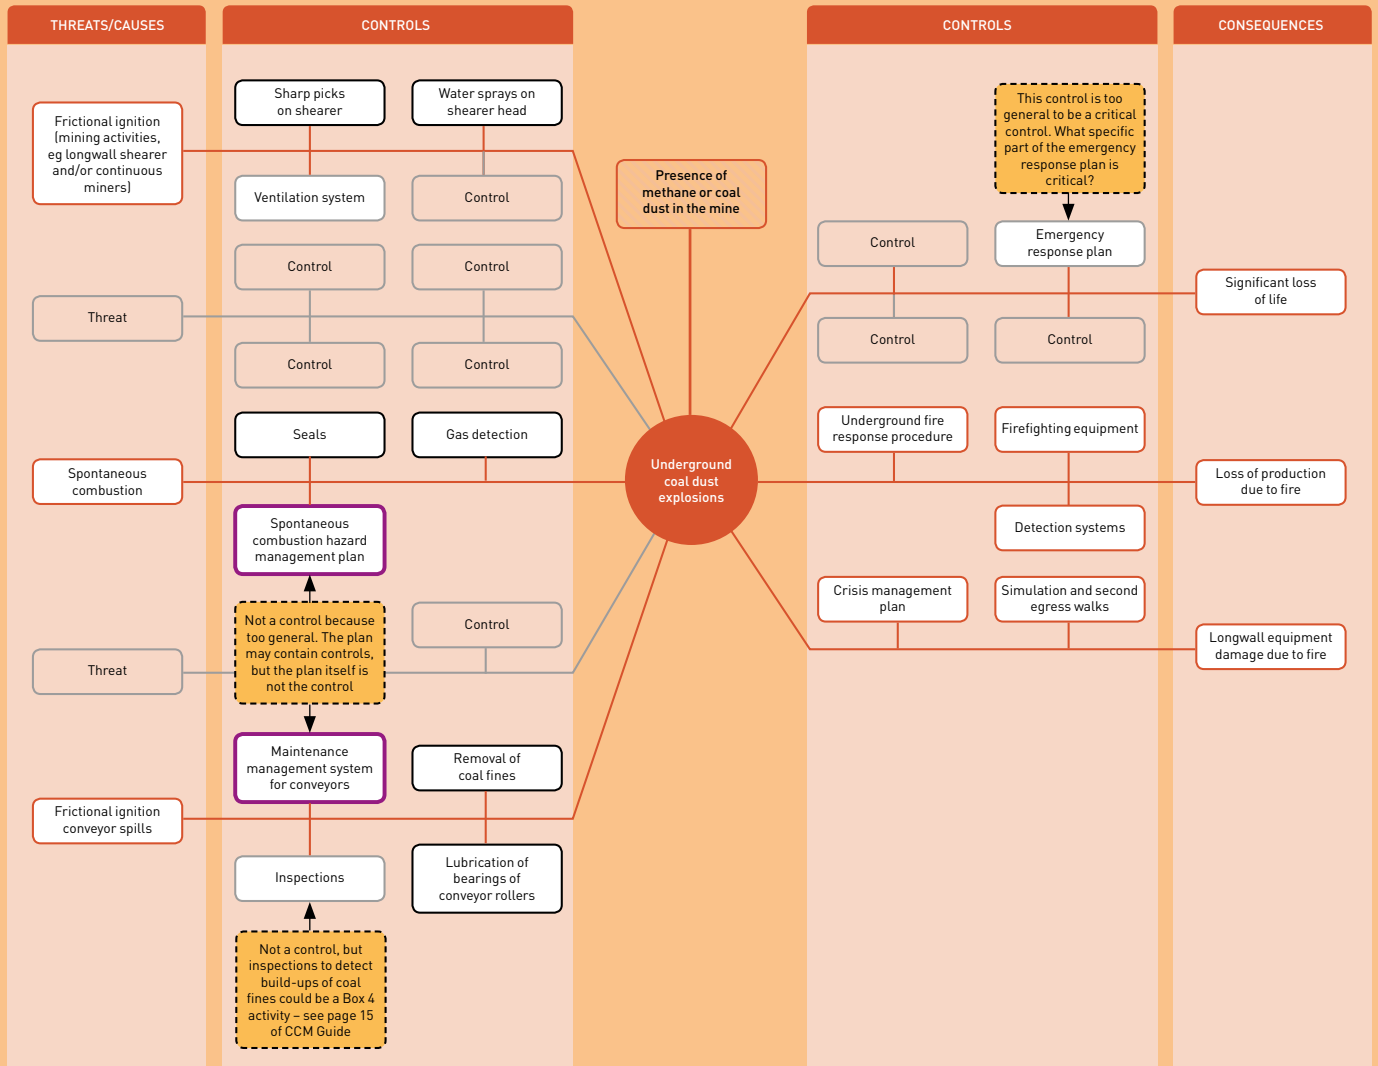 THREATS/CAUSES
CONTROLS
CONTROLS
CONSEQUENCES
Frictional ignition
(mining activities,
eg longwall shearer
and/or continuous
miners)
Sharp picks
on shearer
Water sprays on
shearer head
Ventilation system
Control
Control
Control
Threat
Control
Control
Seals
Gas detection
Spontaneous
combustion
Spontaneous
combustion hazard
management plan
Not a control because
too general. The plan
may contain controls,
but the plan itself is
not the control
Control
Threat
Maintenance
management system
for conveyors
Removal of
coal fines
Frictional ignition
conveyor spills
Inspections
Lubrication of
bearings of
conveyor rollers
Not a control, but
inspections to detect
build-ups of coal
fines could be a Box 4
activity – see page 15
of CCM Guide
Presence of
methane or coal
dust in the mine
Underground
coal dust
explosions
This control is too
general to be a critical
control. What specific
part of the emergency
response plan is
critical?
Control
Emergency
response plan
Significant loss
of life
Control
Control
Underground fire
response procedure
Firefighting equipment
Loss of production
due to fire
Detection systems
Crisis management
plan
Simulation and second
egress walks
Longwall equipment
damage due to fire